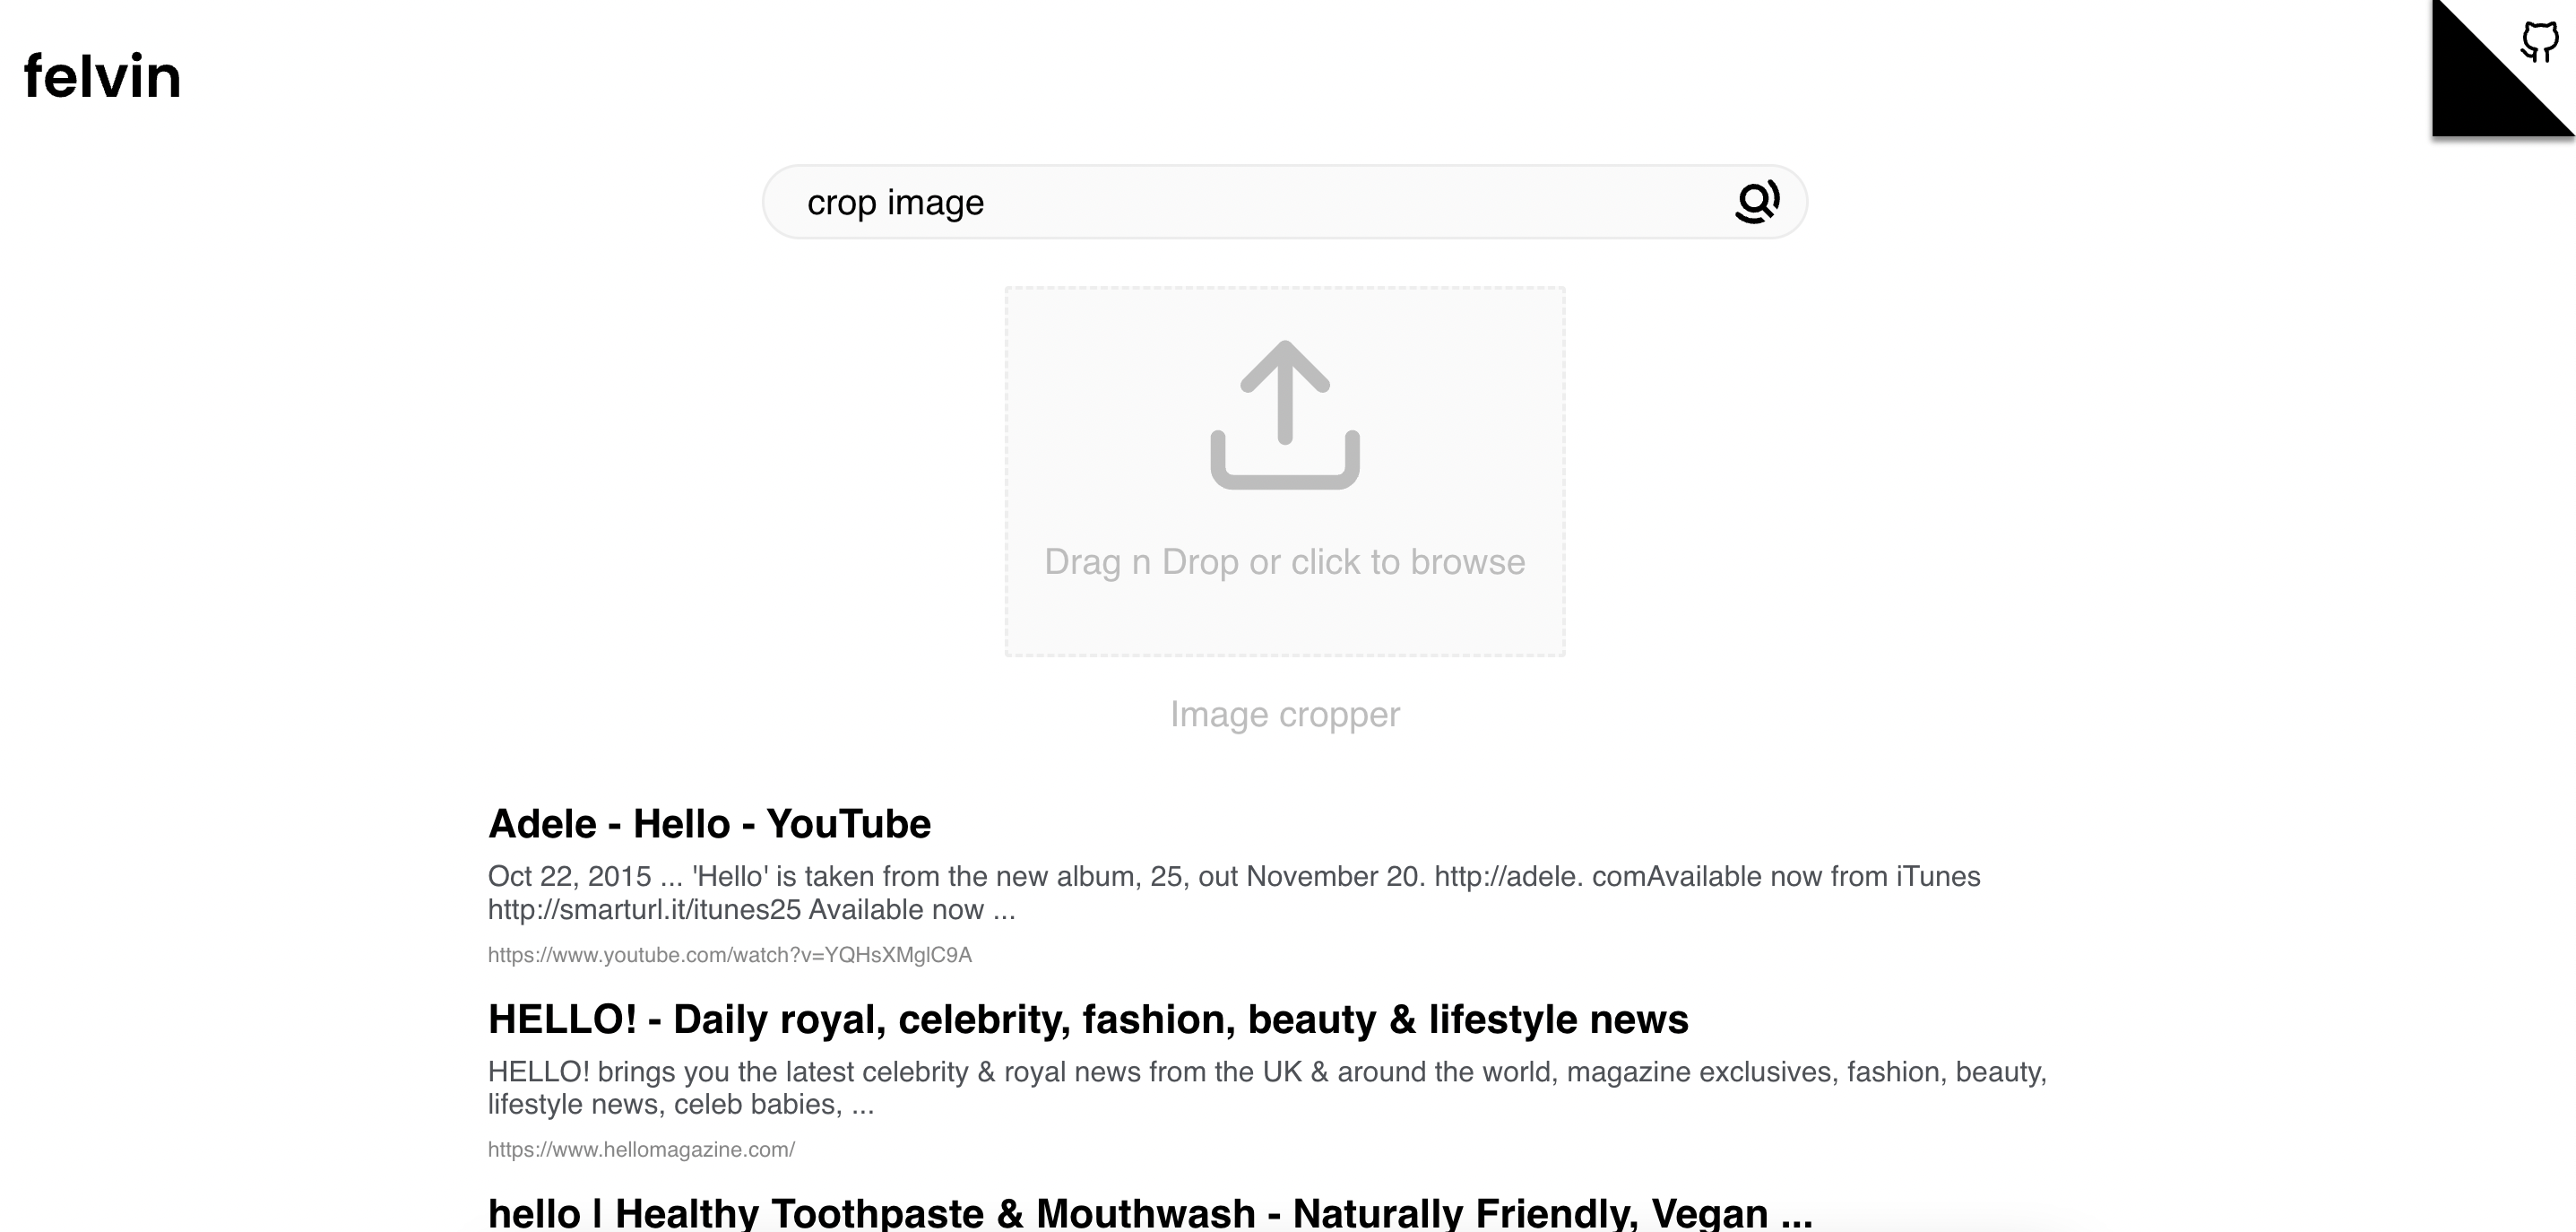 felvin
crop image
Drag n Drop or click to browse
Image cropper
Adele - Hello - YouTube
Oct 22, 2015 ... 'Hello' is taken from the new album, 25, out November 20. http://adele. comAvailable now from iTunes
http://smarturl.it/itunes25 Available now ...
https://www.youtube.com/watch?v=YQHsXMglC9A
HELLO! - Daily royal, celebrity, fashion, beauty & lifestyle news
HELLO! brings you the latest celebrity & royal news from the UK & around the world, magazine exclusives, fashion, beauty,
lifestyle news, celeb babies, ...
https://www.hellomagazine.com/
hello | Healthy Toothpaste & Mouthwash - Naturally Friendly, Vegan ...